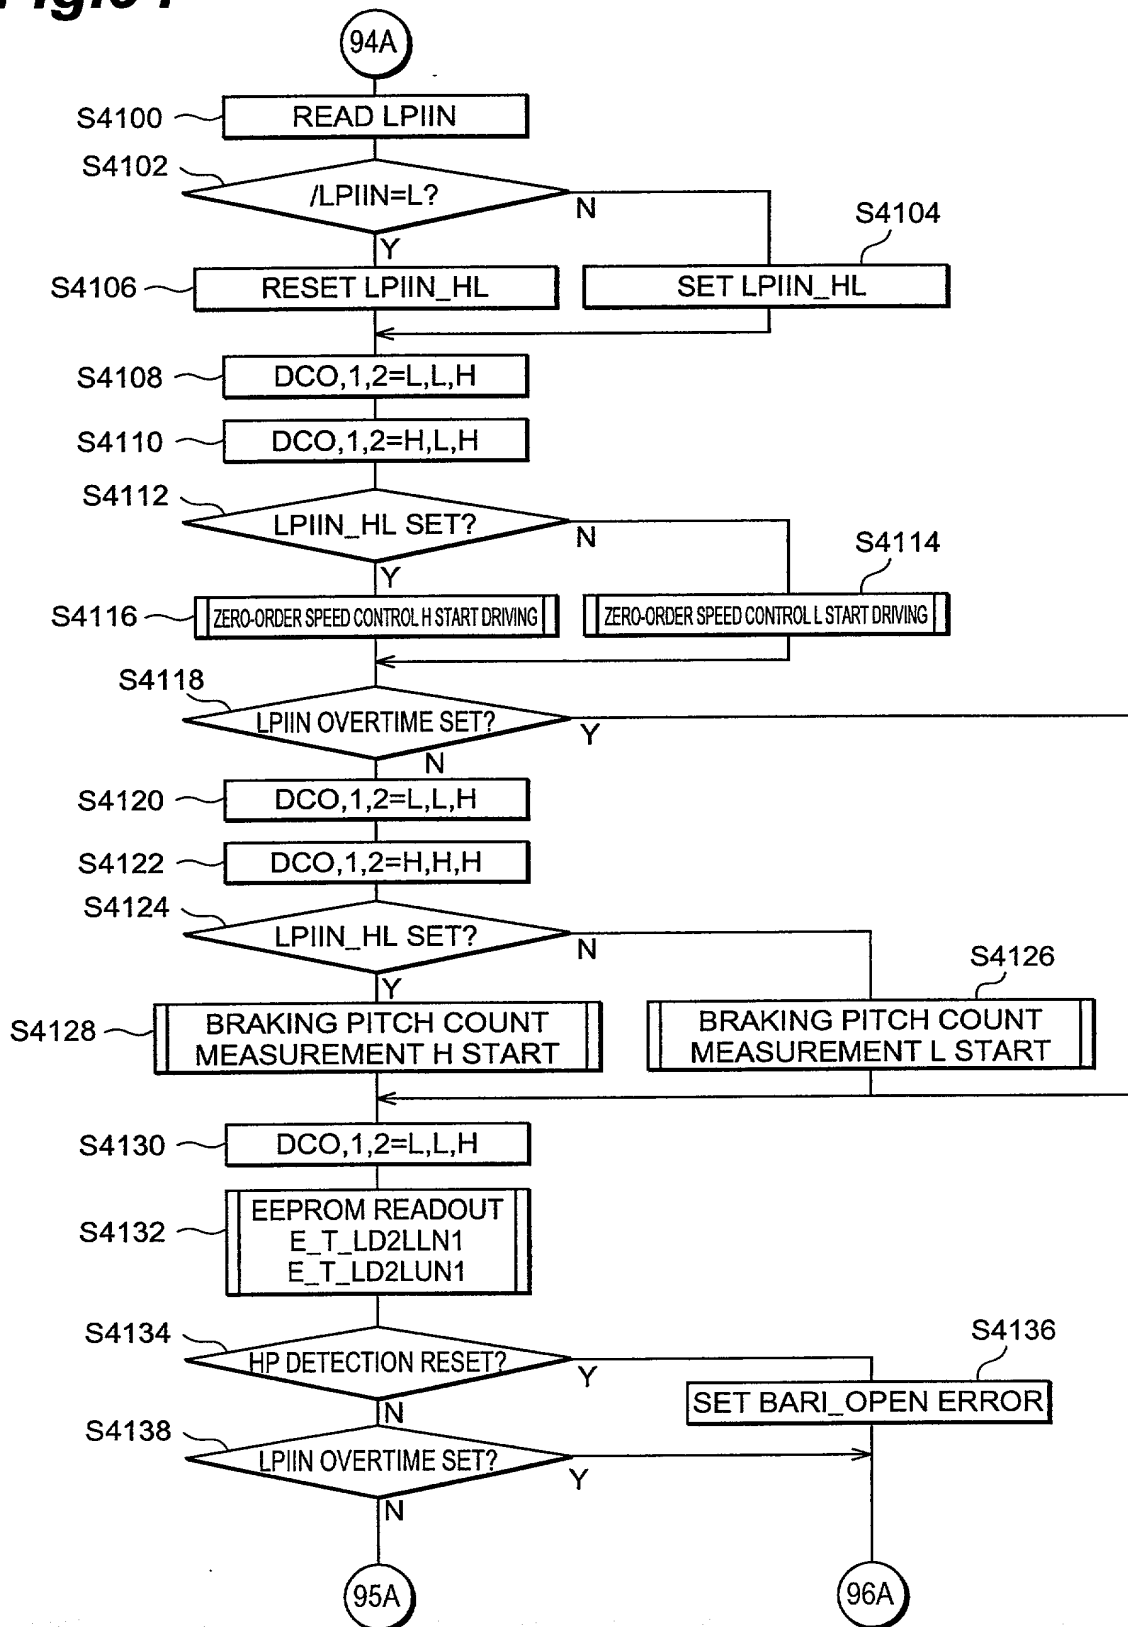 94A
S4100
READ LPIIN
S4102
/LPIIN=L?
N
Y
S4104
S4106
RESET LPIIN_HL
SET LPIIN_HL
S4108
DCO,1,2=L,L,H
S4110
DCO,1,2=H,L,H
S4112
LPIIN_HL SET?
N
Y
S4114
S4116
ZERO-ORDER SPEED CONTROL H START DRIVING
ZERO-ORDER SPEED CONTROL L START DRIVING
S4118
LPIIN OVERTIME SET?
Y
N
S4120
DCO,1,2=L,L,H
S4122
DCO,1,2=H,H,H
S4124
LPIIN_HL SET?
N
Y
S4126
S4128
BRAKING PITCH COUNT
MEASUREMENT H START
BRAKING PITCH COUNT
MEASUREMENT L START
S4130
DCO,1,2=L,L,H
S4132
EEPROM READOUT
E_T_LD2LLN1
E_T_LD2LUN1
S4134
HP DETECTION RESET?
Y
N
S4136
SET BARI_OPEN ERROR
S4138
LPIIN OVERTIME SET?
Y
N
95A
96A